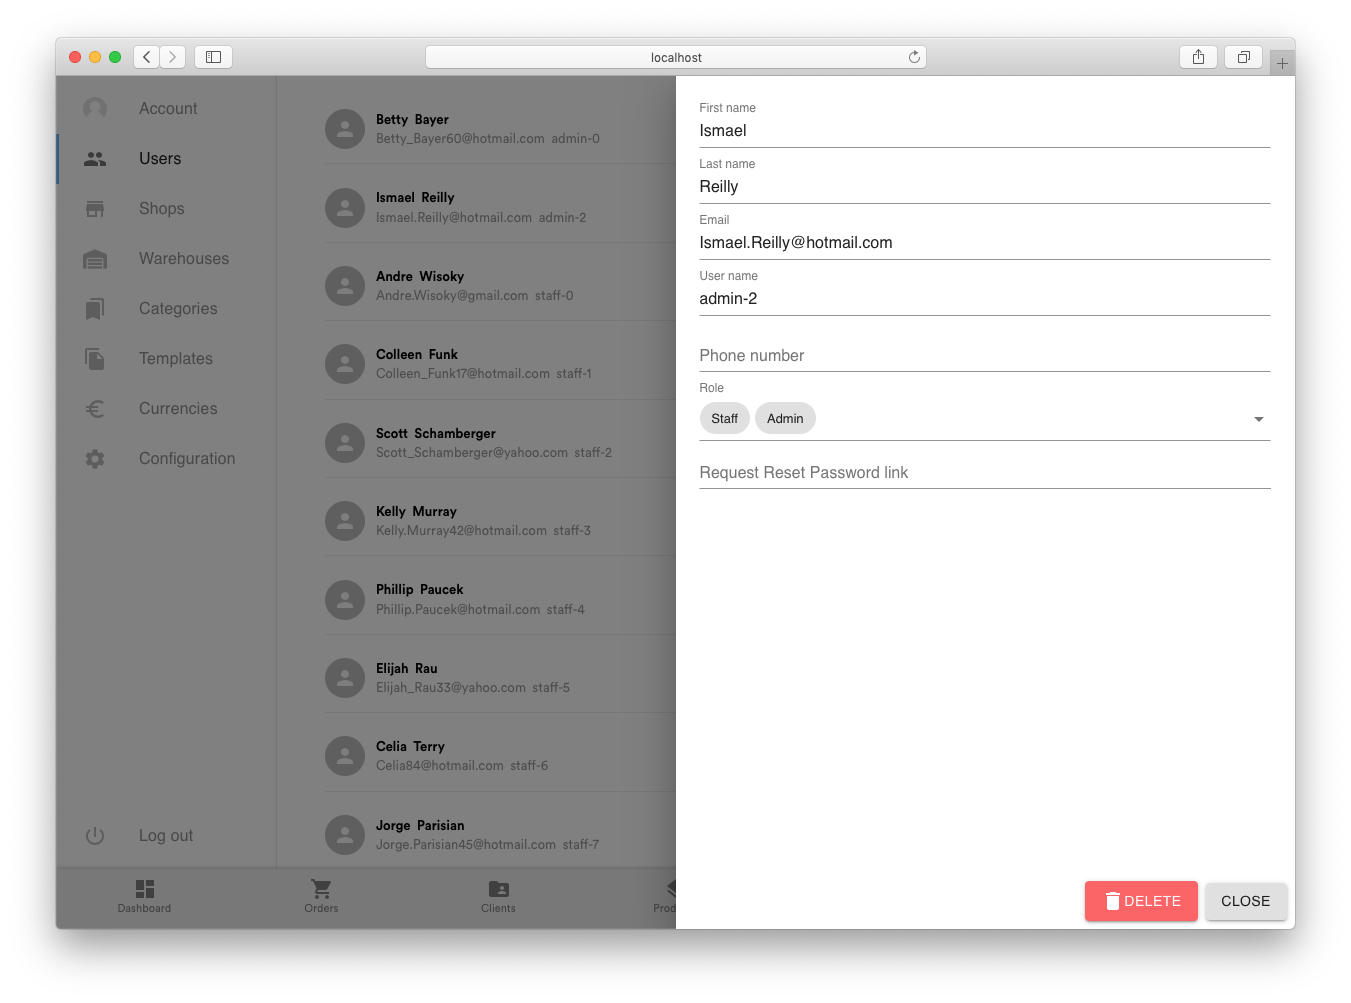 localhost
Account
Users
Shops
Warehouses
Categories
Templates
Currencies
Configuration
Log out
Betty Bayer
Betty_Bayer60@hotmail.com admin-0
Ismael Reilly
Ismael.Reilly@hotmail.com admin-2
Andre Wisoky
Andre.Wisoky@gmail.com staff-0
Colleen Funk
Colleen_Funk17@hotmail.com staff-1
Scott Schamberger
Scott_Schamberger@yahoo.com staff-2
Kelly Murray
Kelly.Murray42@hotmail.com staff-3
Phillip Paucek
Phillip.Paucek@hotmail.com staff-4
Elijah Rau
Elijah_Rau33@yahoo.com staff-5
Celia Terry
Celia84@hotmail.com staff-6
Jorge Parisian
Jorge.Parisian45@hotmail.com staff-7
Dashboard
Orders
Clients
Prod
First name
Ismael
Last name
Reilly
Email
Ismael.Reilly@hotmail.com
User name
admin-2
Phone number
Role
Staff Admin
Request Reset Password link
DELETE CLOSE